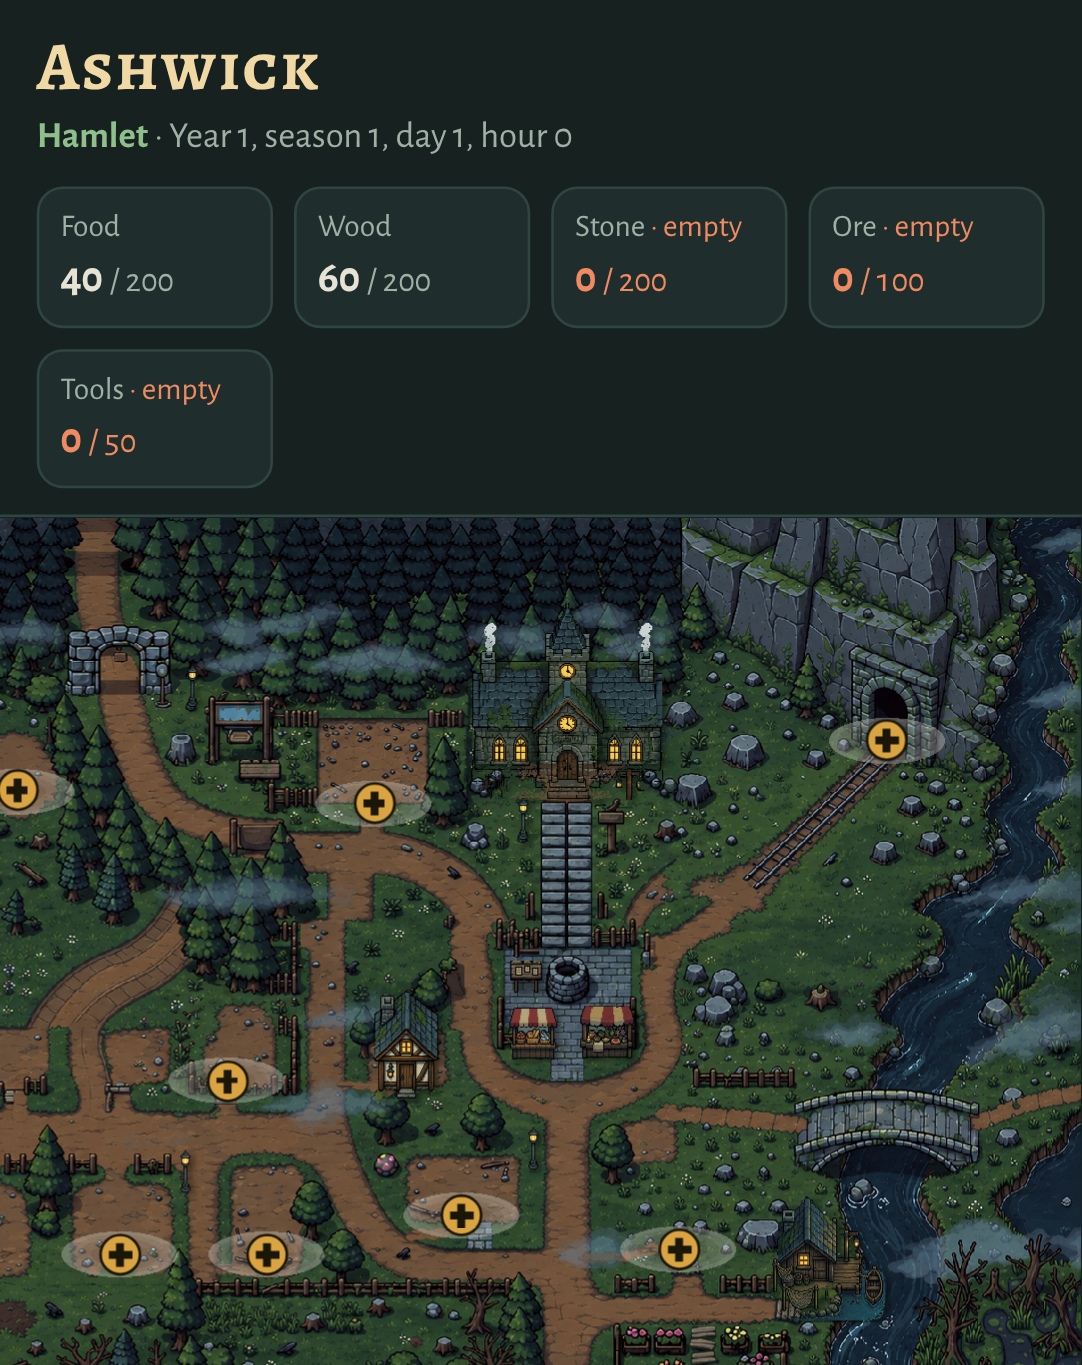 Ashwick
Hamlet · Year 1, season 1, day 1, hour 0
Food
40 / 200
Wood
60 / 200
Stone · empty
0 / 200
Ore · empty
0 / 100
Tools · empty
0 / 50